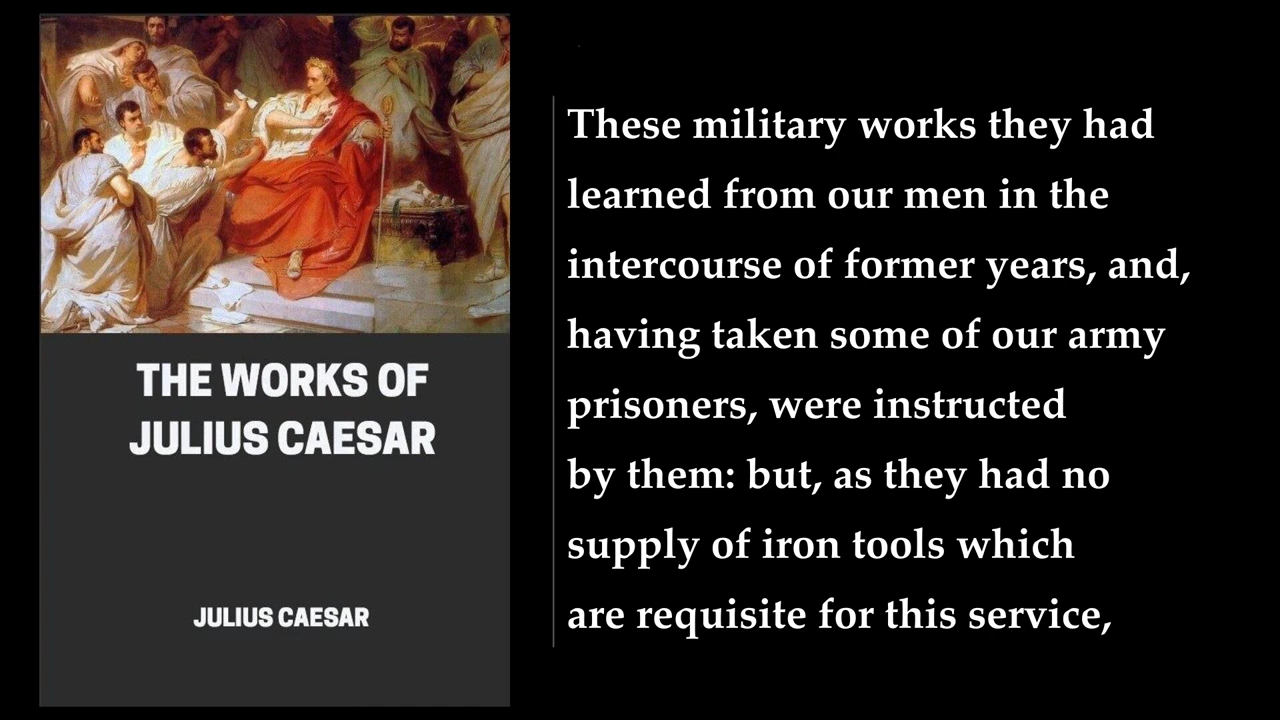 THE WORKS OF
JULIUS CAESAR
JULIUS CAESAR
These military works they had
learned from our men in the
intercourse of former years, and,
having taken some of our army
prisoners, were instructed
by them: but, as they had no
supply of iron tools which
are requisite for this service,